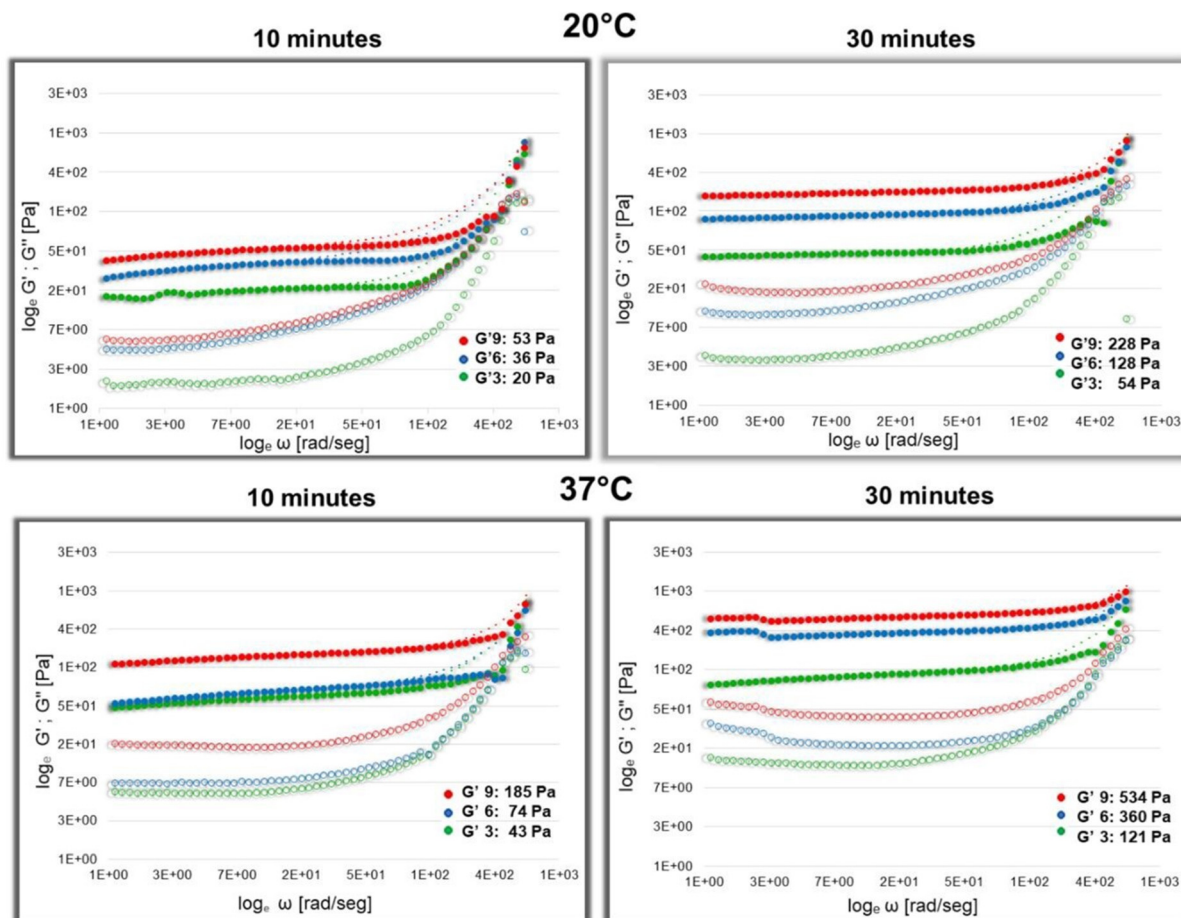 20°C
10 minutes
30 minutes
3E+03
1E+03
4E+02
1E+02
5E+01
2E+01
7E+00
3E+00
1E+00
logₑ G' ; G'' [Pa]
G'9: 53 Pa
G'6: 36 Pa
G'3: 20 Pa
1E+00 3E+00 7E+00 2E+01 5E+01 1E+02 4E+02 1E+03
logₑ ω [rad/seg]
3E+03
1E+03
4E+02
1E+02
5E+01
2E+01
7E+00
3E+00
1E+00
logₑ G' ; G'' [Pa]
G'9: 228 Pa
G'6: 128 Pa
G'3: 54 Pa
1E+00 3E+00 7E+00 2E+01 5E+01 1E+02 4E+02 1E+03
logₑ ω [rad/seg]
37°C
10 minutes
30 minutes
3E+03
1E+03
4E+02
1E+02
5E+01
2E+01
7E+00
3E+00
1E+00
logₑ G' ; G'' [Pa]
G' 9: 185 Pa
G' 6: 74 Pa
G' 3: 43 Pa
1E+00 3E+00 7E+00 2E+01 5E+01 1E+02 4E+02 1E+03
logₑ ω [rad/seg]
3E+03
1E+03
4E+02
1E+02
5E+01
2E+01
7E+00
3E+00
1E+00
logₑ G' ; G'' [Pa]
G' 9: 534 Pa
G' 6: 360 Pa
G' 3: 121 Pa
1E+00 3E+00 7E+00 2E+01 5E+01 1E+02 4E+02 1E+03
logₑ ω [rad/seg]